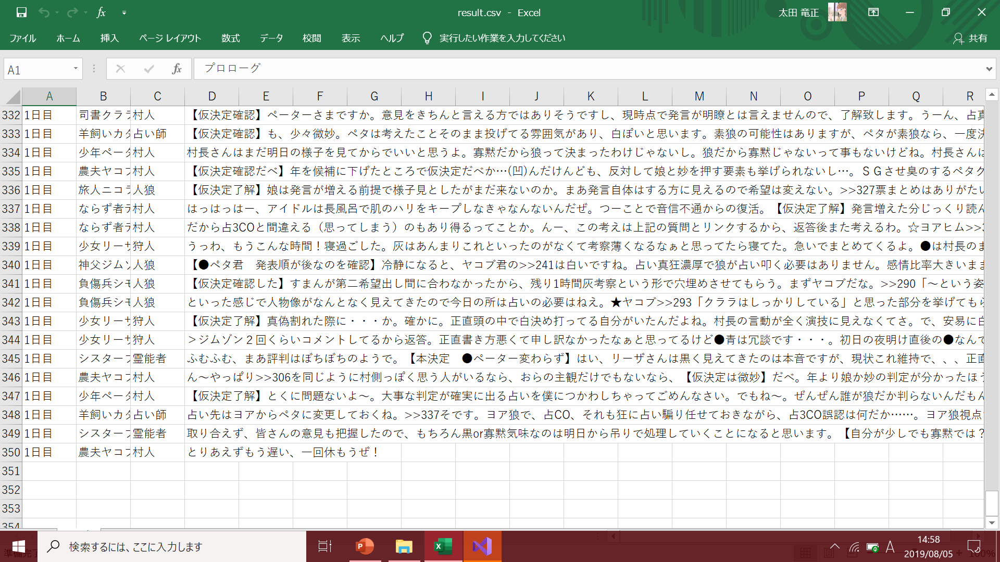 result.csv - Excel
太田 竜正
ファイル ホーム 挿入 ページ レイアウト 数式 データ 校閲 表示 ヘルプ 実行したい作業を入力してください 共有
A1 fx プロローグ
A B C D E F G H I J K L M N O P Q R
332 1日目 司書クララ 村人 【仮決定確認】ペーターさまですか。意見をきちんと言える方ではありそうですし、現時点で発言が明瞭とは言えませんので、了解致します。うーん、占真
333 1日目 羊飼いカタ 占い師 【仮決定確認】も、少々微妙。ペタは考えたことそのまま投げてる雰囲気があり、白ぽいと思います。素狼の可能性はありますが、ペタが素狼なら、一度決
334 1日目 少年ペータ 村人 村長さんはまだ明日の様子を見てからでいいと思うよ。寡黙だから狼って決まったわけじゃないし。狼だから寡黙じゃないって事もないけどね。村長さんは
335 1日目 農夫ヤコブ 村人 【仮決定確認だべ】年を候補に下げたところで仮決定だべか…(凹)んだけんども、反対して娘と妙を押す要素も挙げられないし…。ＳＧさせ臭のするペタク
336 1日目 旅人ニコラ 人狼 【仮決定了解】娘は発言が増える前提で様子見としたがまだ来ないのか。まあ発言自体はする方に見えるので希望は変えない。>>327票まとめはありがたい
337 1日目 ならず者デ 村人 はっはっはー、アイドルは長風呂で肌のハリをキープしなきゃなんないんだぜ。つーことで音信不通からの復活。【仮決定了解】発言増えた分じっくり読ん
338 1日目 ならず者デ 村人 だから占3COと間違える（思ってしまう）のもあり得るってことか。んー、この考えは上記の質問とリンクするから、返答後また考えるわ。☆ヨアヒム>>3
339 1日目 少女リーザ 狩人 うっわ、もうこんな時間！寝過ごした。灰はあんまりこれといったのがなくて考察薄くなるなぁと思ってたら寝てた。急いでまとめてくるよ。●は村長のま
340 1日目 神父ジムゾ 人狼 【●ペタ君　発表順が後なのを確認】冷静になると、ヤコブ君の>>241は白いですね。占い真狂濃厚で狼が占い叩く必要はありません。感情比率大きいまま
341 1日目 負傷兵シモ 人狼 【仮決定確認した】すまんが第二希望出し間に合わなかったから、残り1時間灰考察という形で穴埋めさせてもらう。まずヤコブだな。>>290「～という姿
342 1日目 負傷兵シモ 人狼 といった感じで人物像がなんとなく見えてきたので今日の所は占いの必要はねえ。★ヤコブ>>293「クララはしっかりしている」と思った部分を挙げてもら
343 1日目 少女リーザ 狩人 【仮決定了解】真偽割れた際に・・・か。確かに。正直頭の中で白決め打ってる自分がいたんだよね。村長の言動が全く演技に見えなくてさ。で、安易に白
344 1日目 少女リーザ 狩人 ＞ジムゾン２回くらいコメントしてるから返答。正直書き方悪くて申し訳なかったなぁと思ってるけど●青は冗談です・・・。初日の夜明け直後の●なんて
345 1日目 シスターフ 霊能者 ふむふむ、まあ評判はぼちぼちのようで。【本決定　●ペーター変わらず】はい、リーザさんは黒く見えてきたのは本音ですが、現状これ維持で、、、正直
346 1日目 農夫ヤコブ 村人 ん～やっぱり>>306を同じように村側っぽく思う人がいるなら、おらの主観だけでもないなら、【仮決定は微妙】だべ。年より娘か妙の判定が分かったほう
347 1日目 少年ペータ 村人 【仮決定了解】とくに問題ないよ～。大事な判定が確実に出る占いを僕につかわしちゃってごめんなさい。でもね～。ぜんぜん誰が狼だか判らないんだもん
348 1日目 羊飼いカタ 占い師 占い先はヨアからペタに変更しておくね。>>337そです。ヨア狼で、占CO、それも狂に占い騙り任せておきながら、占3CO誤認は何だか……。ヨア狼視点
349 1日目 シスターフ 霊能者 取り合えず、皆さんの意見も把握したので、もちろん黒or寡黙気味なのは明日から吊りで処理していくことになると思います。【自分が少しでも寡黙では？
350 1日目 農夫ヤコブ 村人 とりあえずもう遅い、一回休もうぜ！
351
352
353
354
検索するには、ここに入力します
A 14:58
2019/08/05
準備完了 100%